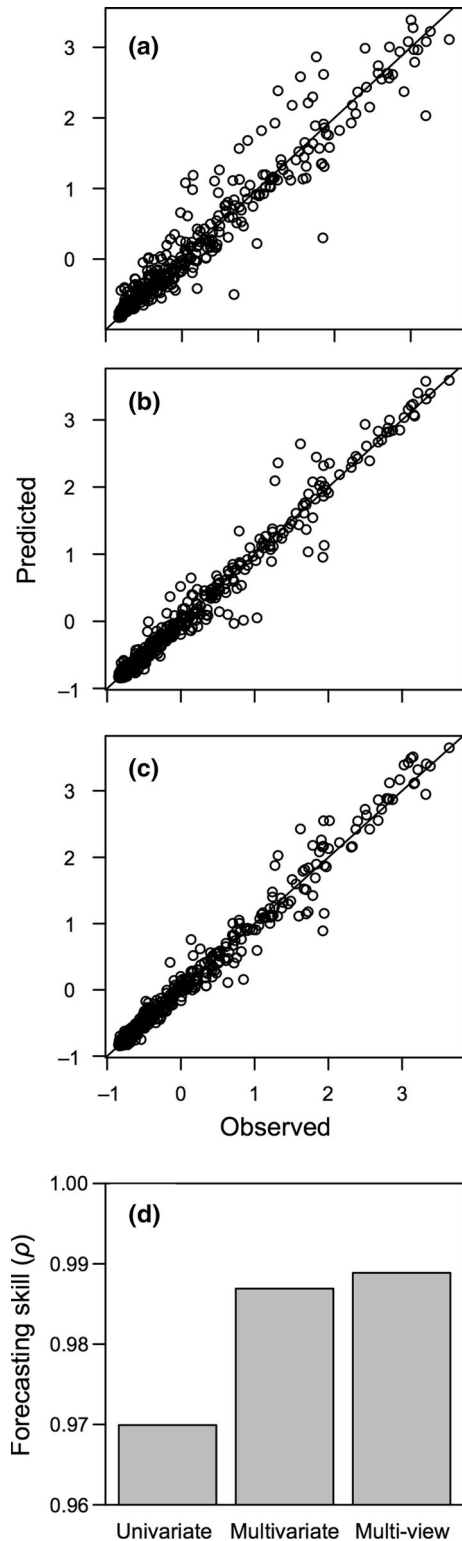 (a)
3
2
1
0
(b)
3
2
1
0
–1
Predicted
(c)
3
2
1
0
–1
–1 0 1 2 3
Observed
(d)
1.00
0.99
0.98
0.97
0.96
Forecasting skill (ρ)
Univariate Multivariate Multi-view